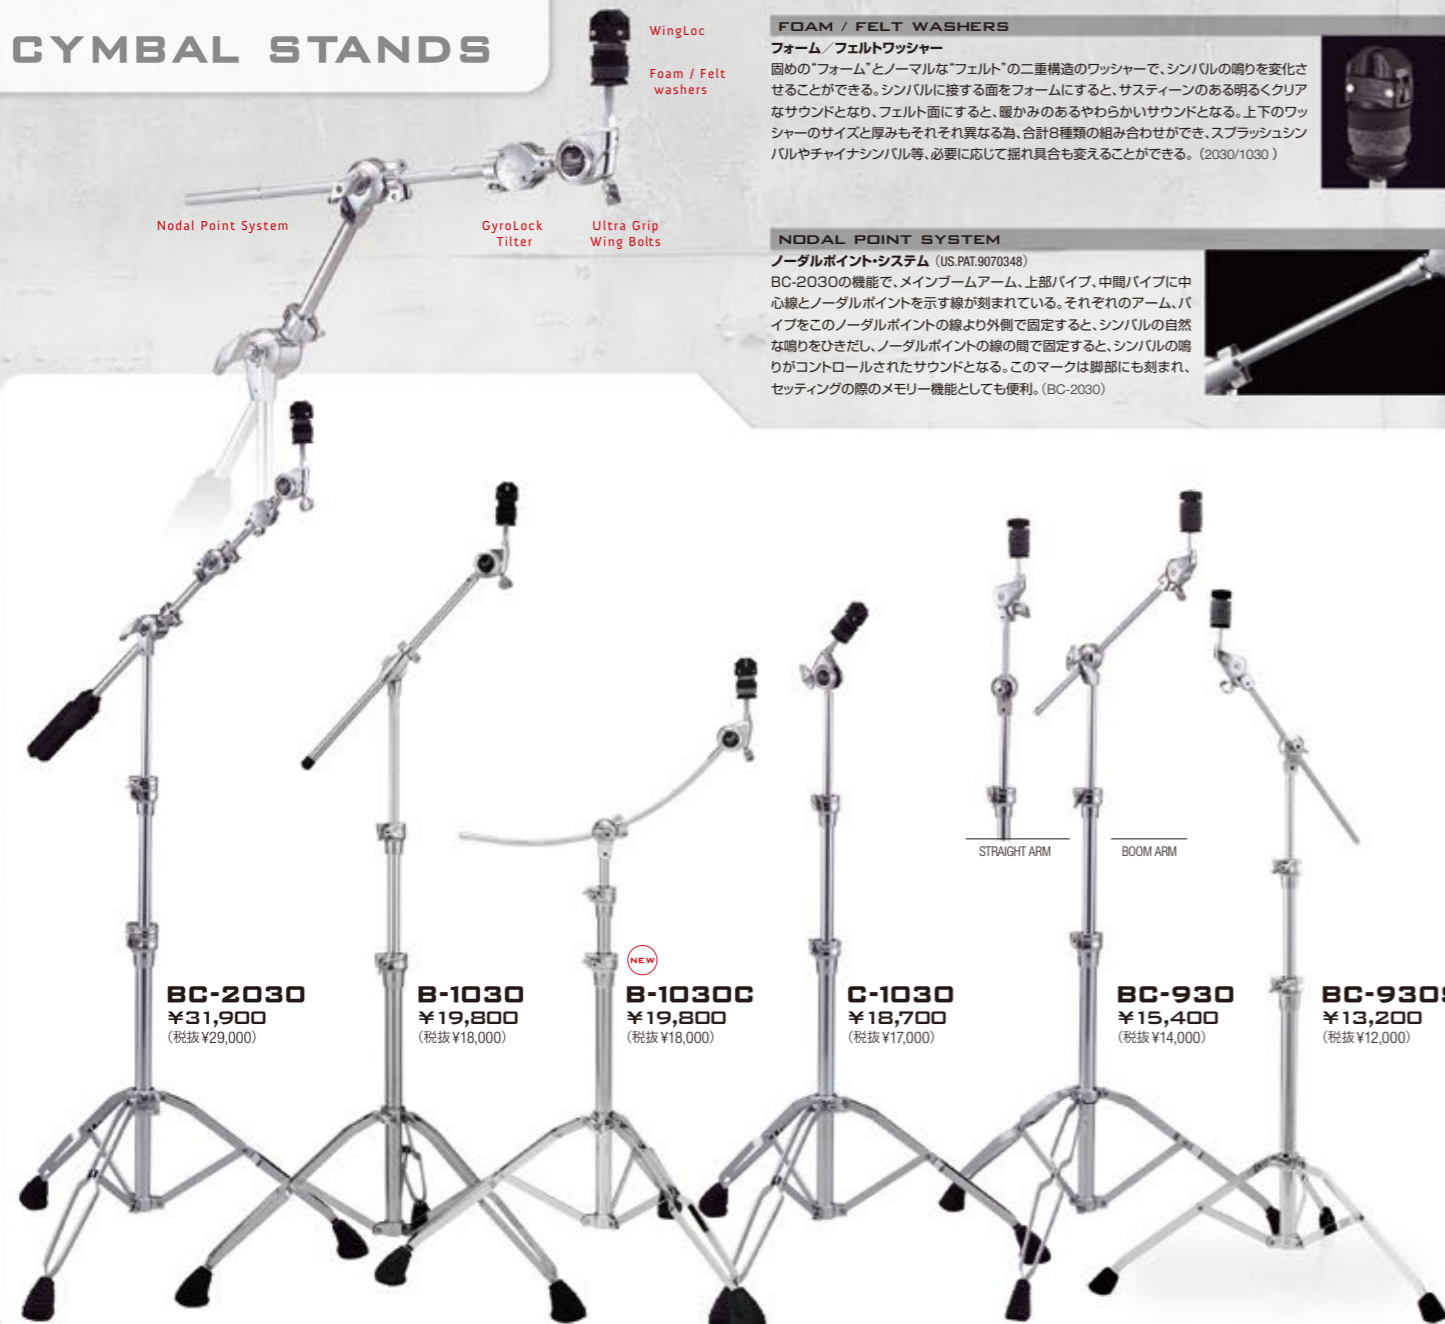 CYMBAL STANDS
WingLoc
Foam / Felt
washers
Nodal Point System
GyroLock
Tilter
Ultra Grip
Wing Bolts
FOAM / FELT WASHERS
フォーム／フェルトワッシャー
固めの“フォーム”とノーマルな“フェルト”の二重構造のワッシャーで、シンバルの鳴りを変化さ
せることができる。シンバルに接する面をフォームにすると、サスティーンのある明るくクリア
なサウンドとなり、フェルト面にすると、暖かみのあるやわらかいサウンドとなる。上下のワッ
シャーのサイズと厚みもそれぞれ異なる為、合計8種類の組み合わせができ、スプラッシュシン
バルやチャイナシンバル等、必要に応じて揺れ具合も変えることができる。（2030/1030 ）
NODAL POINT SYSTEM
ノーダルポイント・システム（US.PAT.9070348）
BC-2030の機能で、メインブームアーム、上部パイプ、中間パイプに中
心線とノーダルポイントを示す線が刻まれている。それぞれのアーム、パ
イプをこのノーダルポイントの線より外側で固定すると、シンバルの自然
な鳴りをひきだし、ノーダルポイントの線の間で固定すると、シンバルの鳴
りがコントロールされたサウンドとなる。このマークは脚部にも刻まれ、
セッティングの際のメモリー機能としても便利。（BC-2030）
STRAIGHT ARM
BOOM ARM
BC-2030
¥31,900
（税抜¥29,000）
B-1030
¥19,800
（税抜¥18,000）
NEW
B-1030C
¥19,800
（税抜¥18,000）
C-1030
¥18,700
（税抜¥17,000）
BC-930
¥15,400
（税抜¥14,000）
BC-930S
¥13,200
（税抜¥12,000）